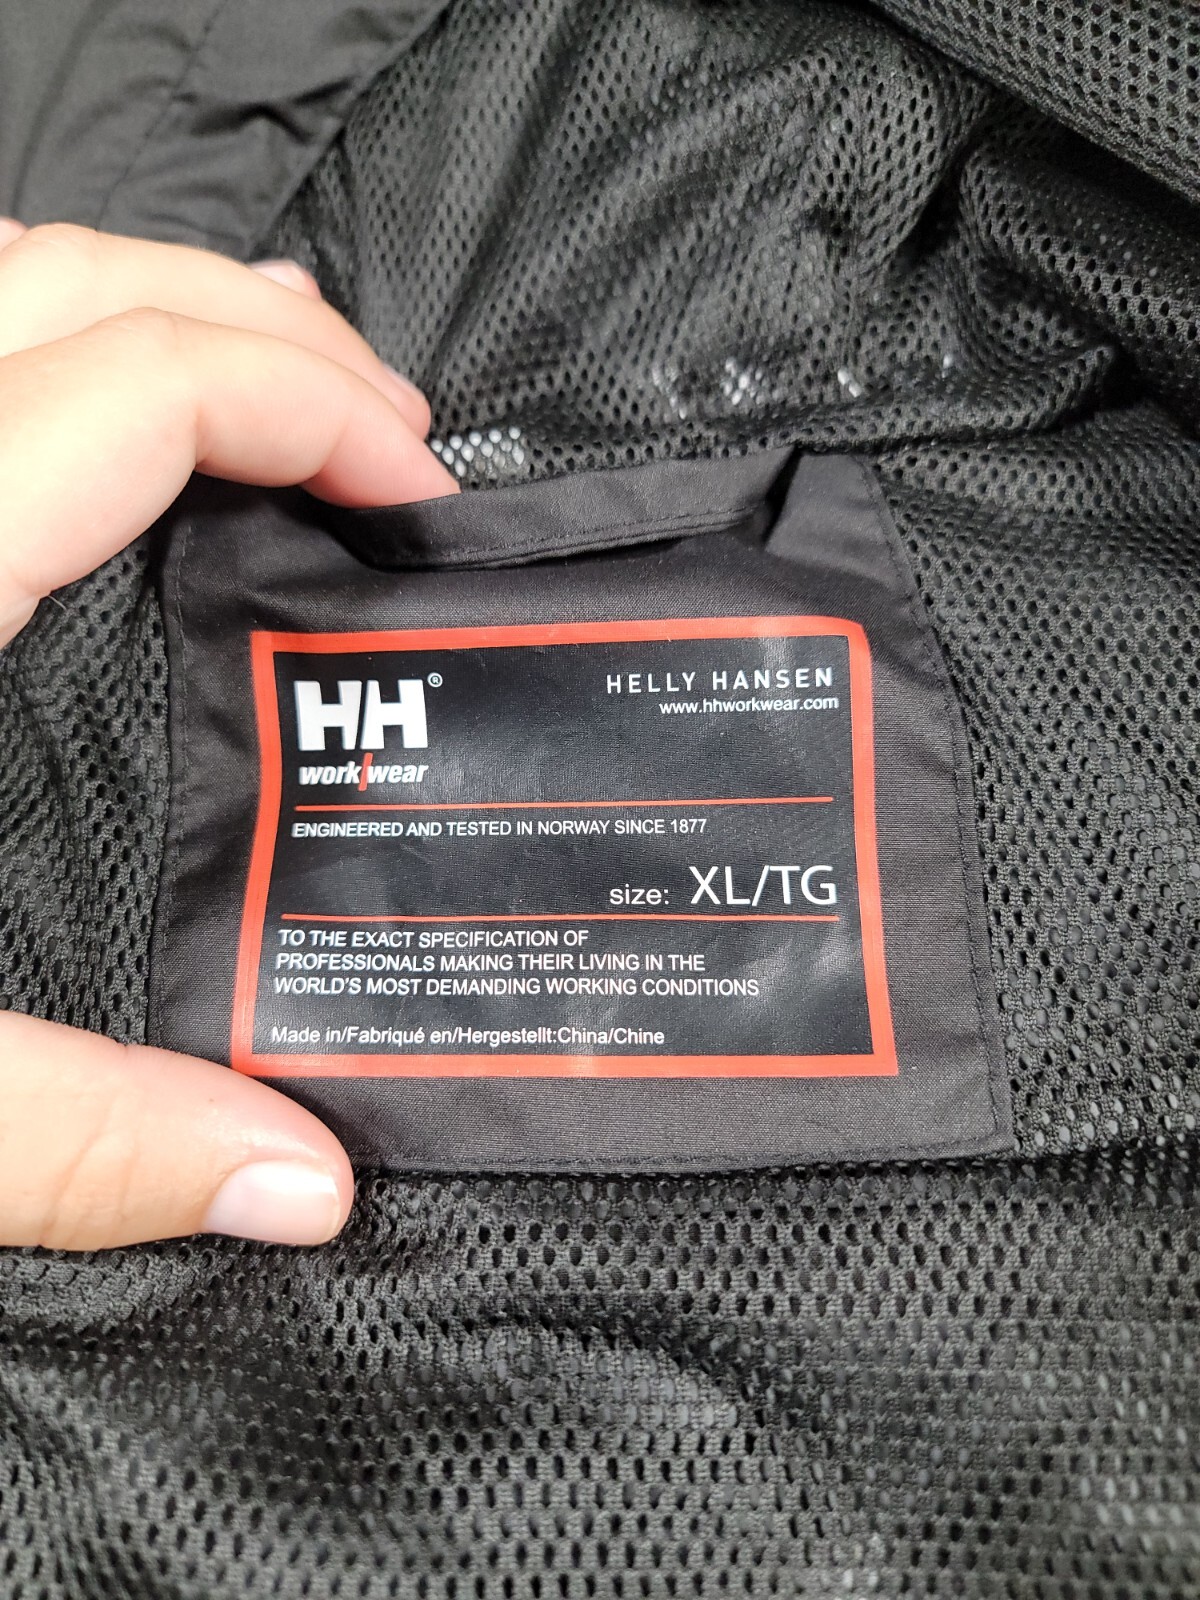 HH®
work/wear
HELLY HANSEN
www.hhworkwear.com
ENGINEERED AND TESTED IN NORWAY SINCE 1877
size: XL/TG
TO THE EXACT SPECIFICATION OF
PROFESSIONALS MAKING THEIR LIVING IN THE
WORLD'S MOST DEMANDING WORKING CONDITIONS
Made in/Fabriqué en/Hergestellt:China/Chine